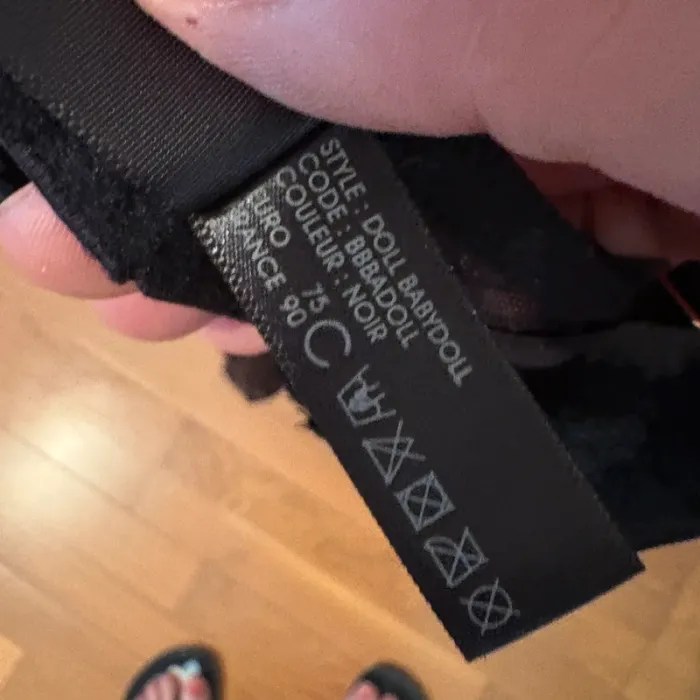 STYLE : DOLL BABYDOLL
CODE : BBBADOLL
COULEUR : NOIR
EURO 75
FRANCE 90 C